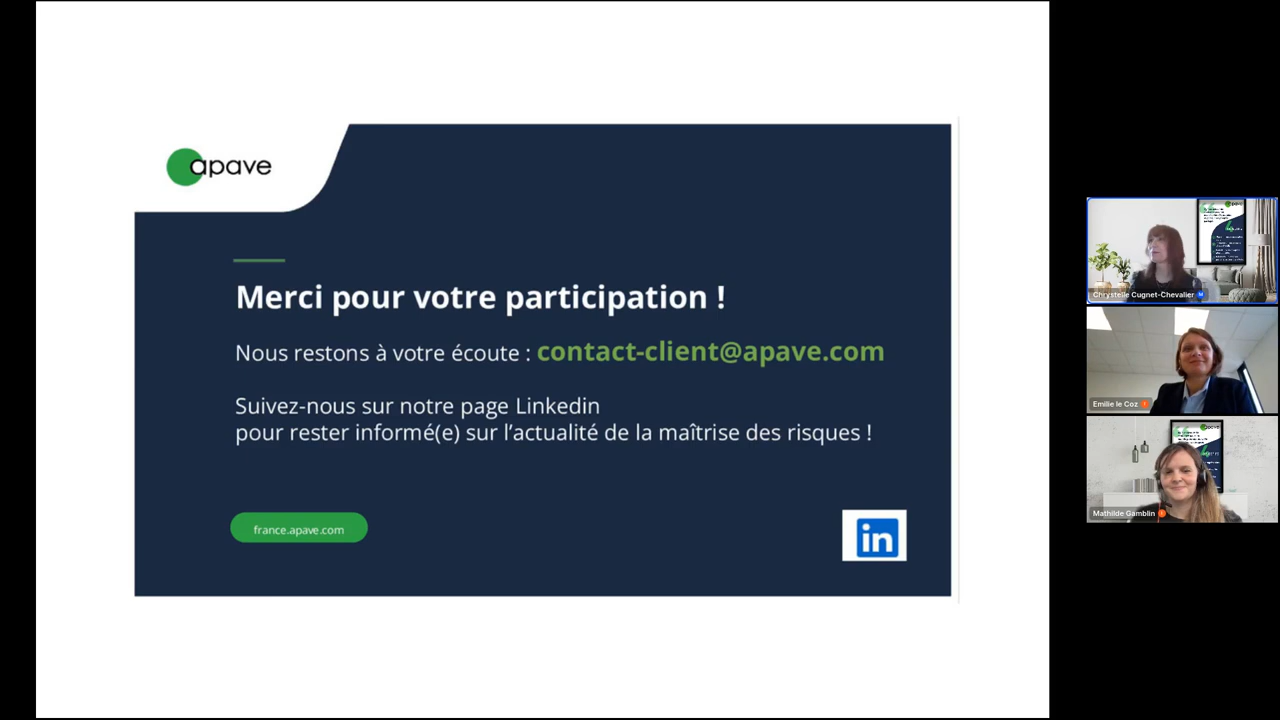 apave
Merci pour votre participation !
Nous restons à votre écoute : contact-client@apave.com
Suivez-nous sur notre page Linkedin
pour rester informé(e) sur l’actualité de la maîtrise des risques !
france.apave.com
in
apave
Chrystelle Cugnet-Chevalier
Emilie le Coz
apave
Mathilde Gamblin